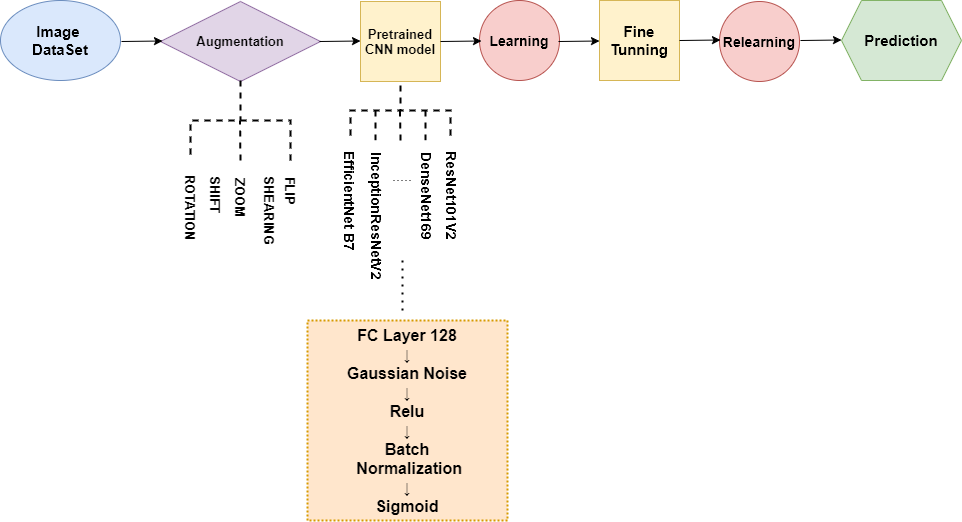 Image
DataSet
Augmentation
Pretrained
CNN model
Learning
Fine
Tunning
Relearning
Prediction
ROTATION
SHIFT
ZOOM
SHEARING
FLIP
EfficientNet B7
InceptionResNetV2
......
DenseNet169
ResNet101V2
FC Layer 128
↓
Gaussian Noise
↓
Relu
↓
Batch
Normalization
↓
Sigmoid